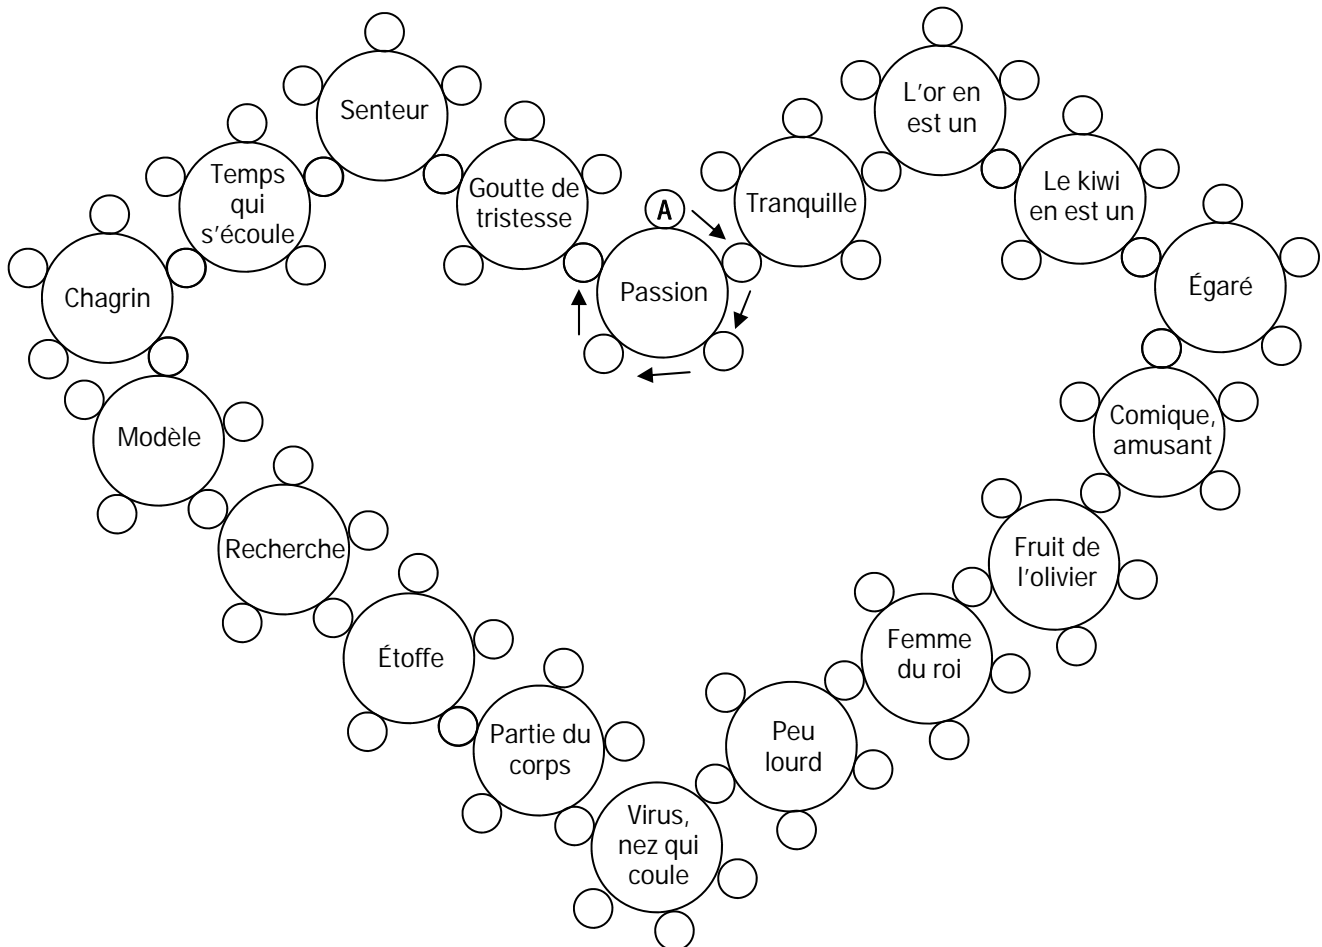 L'or en
est un
Senteur
Temps
qui
s'écoule
Goutte de
tristesse
Tranquille
Le kiwi
en est un
A
Chagrin
Passion
Égaré
Modèle
Comique,
amusant
Recherche
Fruit de
l'olivier
Étoffe
Femme
du roi
Partie du
corps
Peu
lourd
Virus,
nez qui
coule